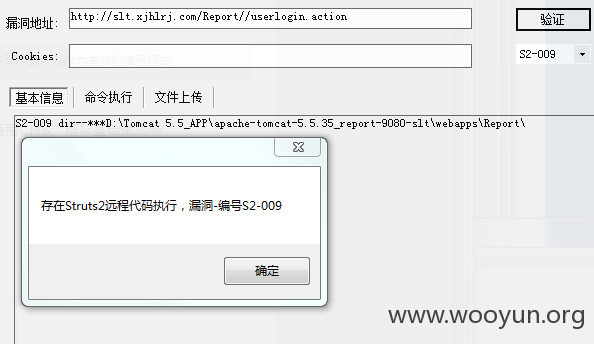 漏洞地址: http://slt.xjhlrj.com/Report//userlogin.action 验证
Cookies: S2-009
基本信息 命令执行 文件上传
S2-009 dir--***D:\Tomcat 5.5_APP\apache-tomcat-5.5.35_report-9080-slt\webapps\Report\
存在Struts2远程代码执行，漏洞-编号S2-009
确定
www.wooyun.org